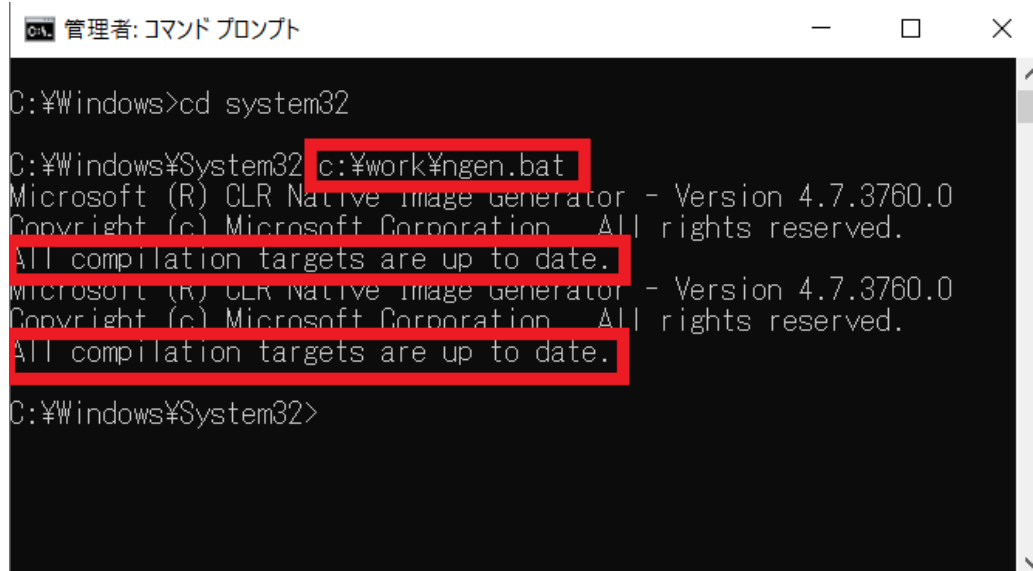 管理者: コマンド プロンプト
C:¥Windows>cd system32
C:¥Windows¥System32 c:¥work¥ngen.bat
Microsoft (R) CLR Native Image Generator - Version 4.7.3760.0
Copyright (c) Microsoft Corporation.  All rights reserved.
All compilation targets are up to date.
Microsoft (R) CLR Native Image Generator - Version 4.7.3760.0
Copyright (c) Microsoft Corporation.  All rights reserved.
All compilation targets are up to date.
C:¥Windows¥System32>